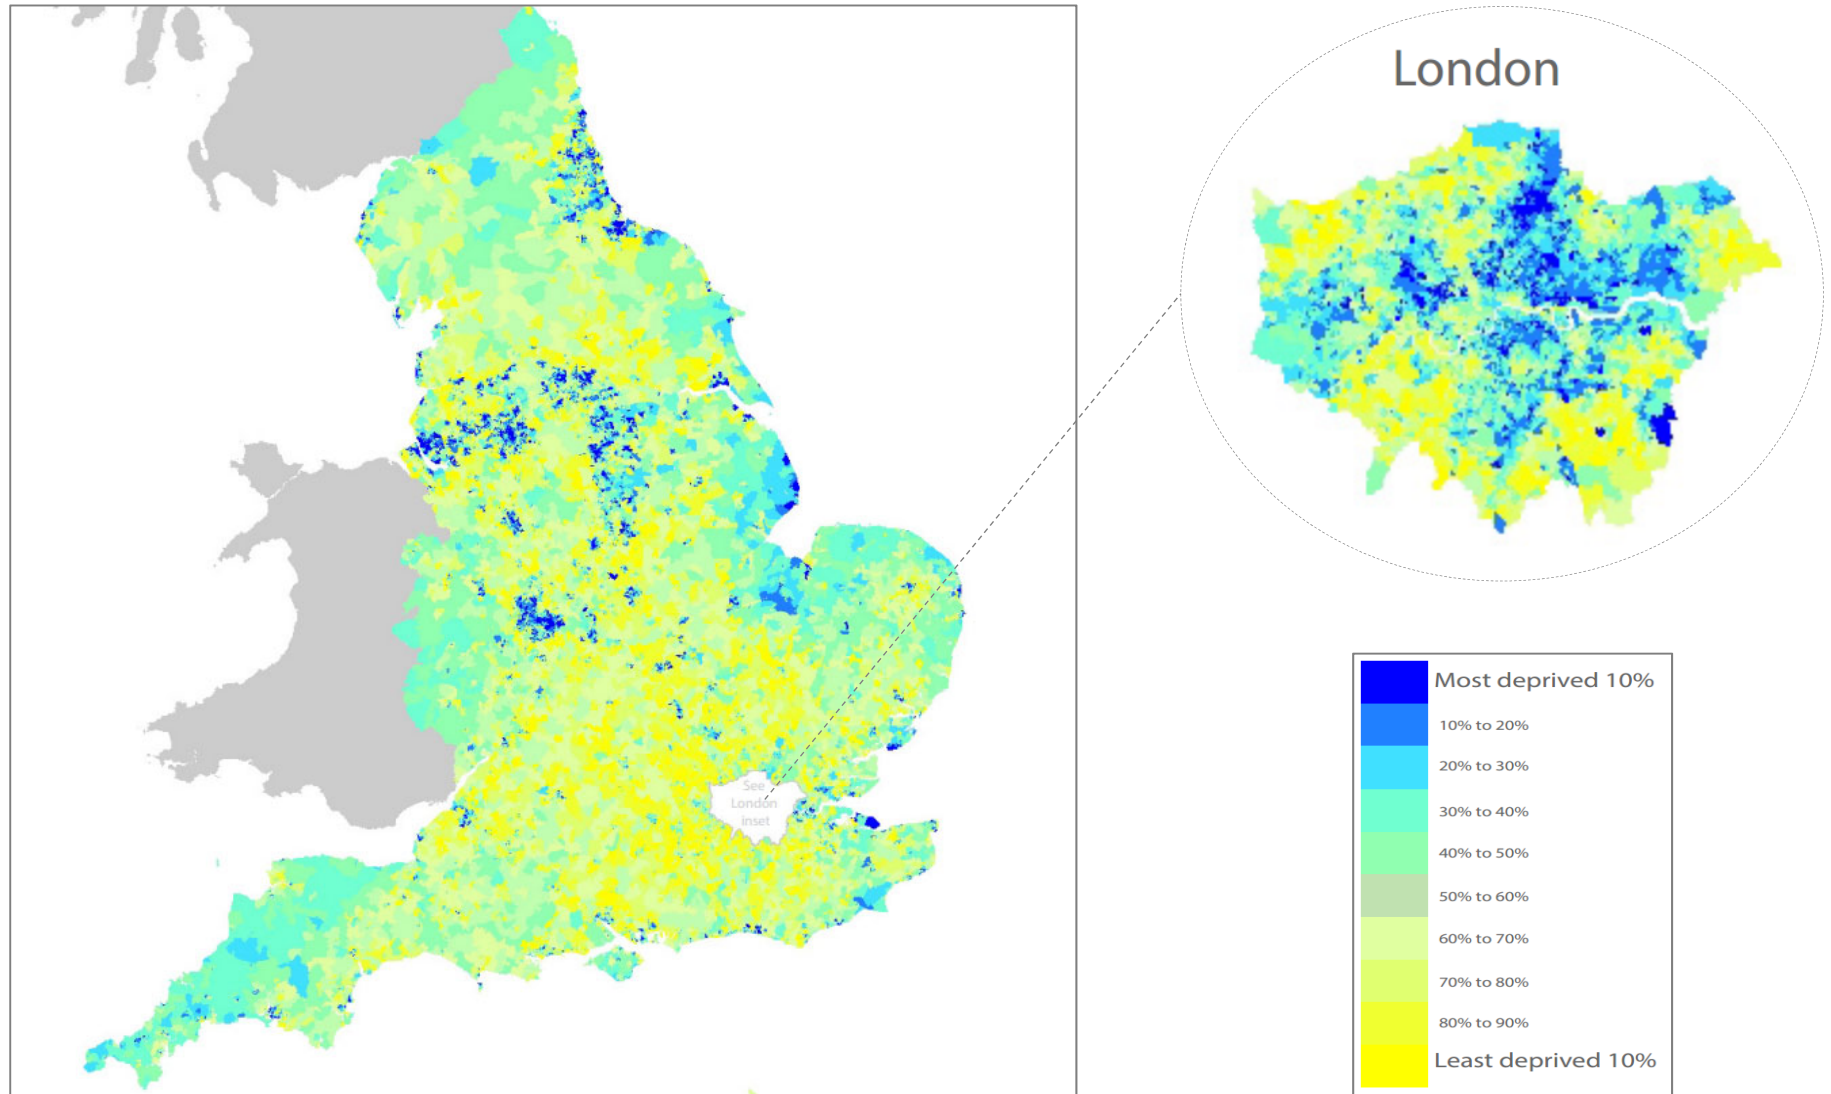 London
See
London
inset
Most deprived 10%
10% to 20%
20% to 30%
30% to 40%
40% to 50%
50% to 60%
60% to 70%
70% to 80%
80% to 90%
Least deprived 10%